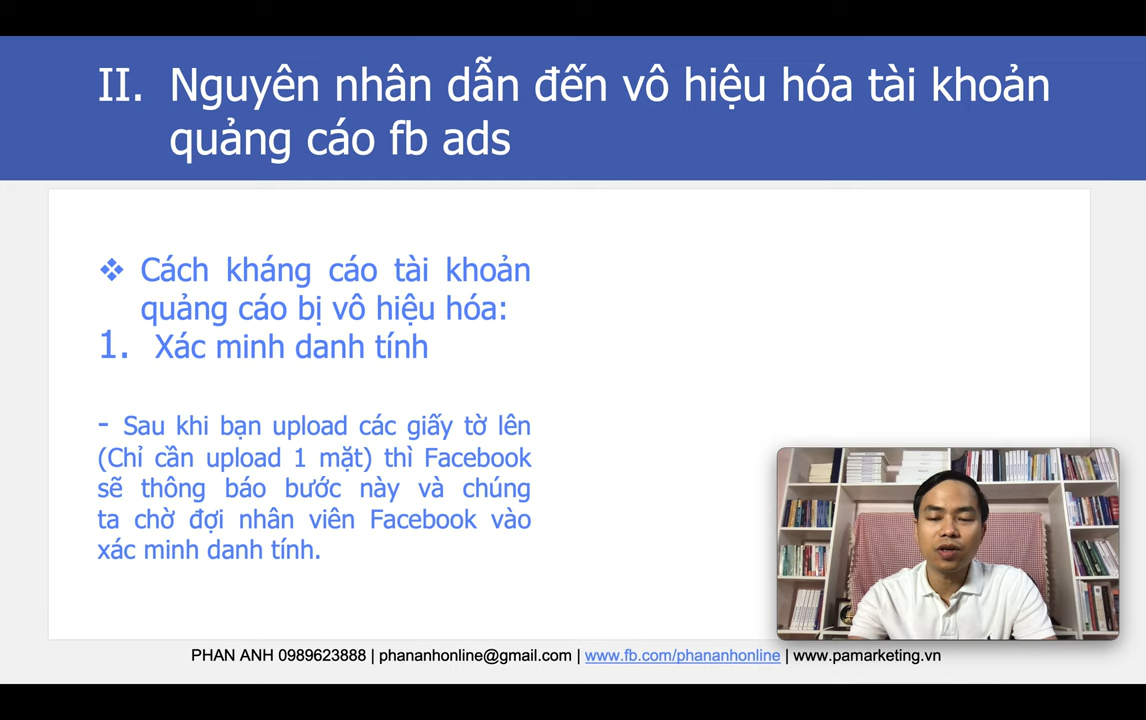 II. Nguyên nhân dẫn đến vô hiệu hóa tài khoản
quảng cáo fb ads
❖ Cách kháng cáo tài khoản
quảng cáo bị vô hiệu hóa:
1. Xác minh danh tính
- Sau khi bạn upload các giấy tờ lên
(Chỉ cần upload 1 mặt) thì Facebook
sẽ thông báo bước này và chúng
ta chờ đợi nhân viên Facebook vào
xác minh danh tính.
PHAN ANH 0989623888 | phananhonline@gmail.com | www.fb.com/phananhonline | www.pamarketing.vn